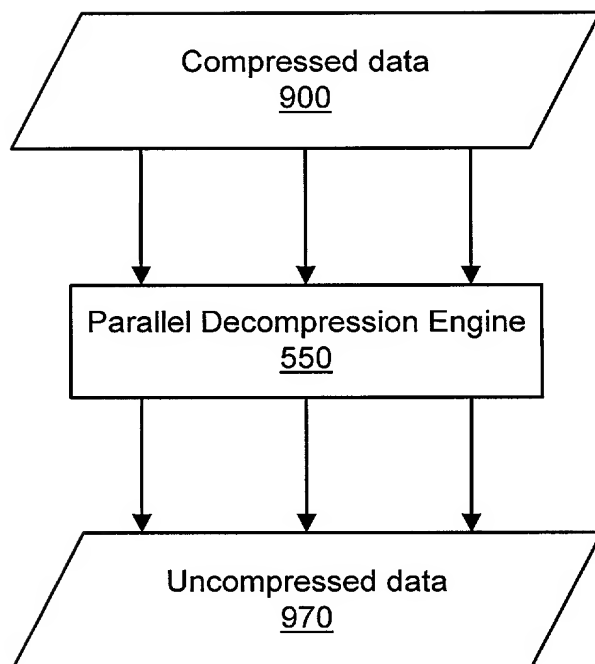 Compressed data
900
Parallel Decompression Engine
550
Uncompressed data
970